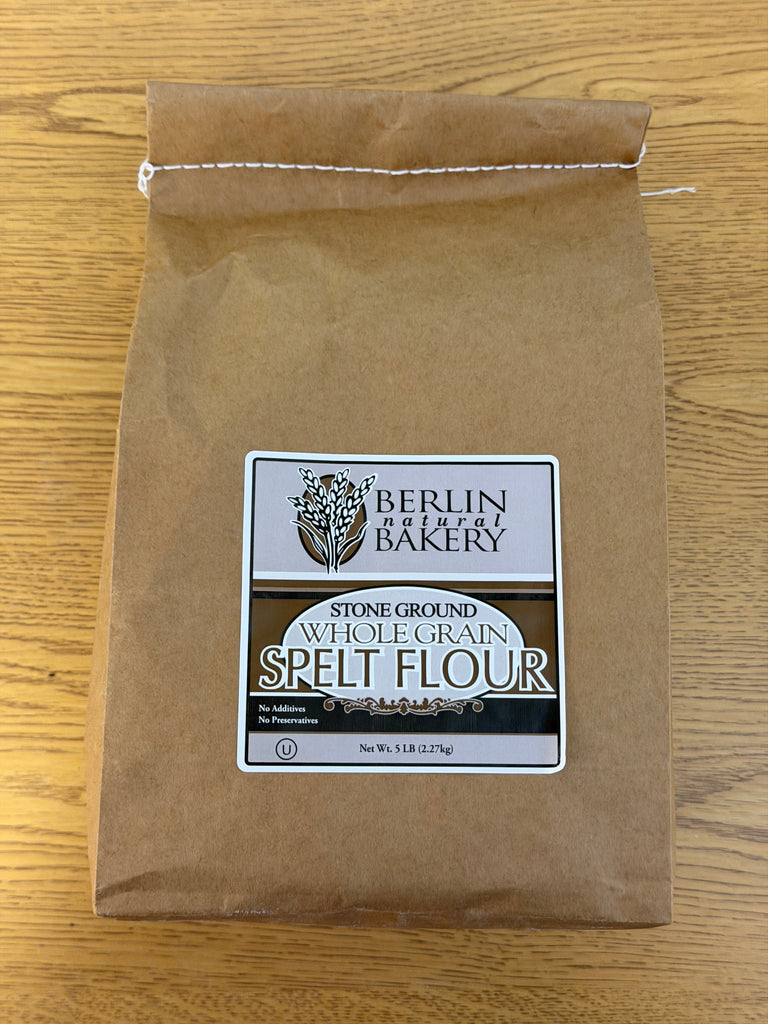 BERLIN
natural
BAKERY
STONE GROUND
WHOLE GRAIN
SPELT FLOUR
No Additives
No Preservatives
U
Net Wt. 5 LB (2.27kg)